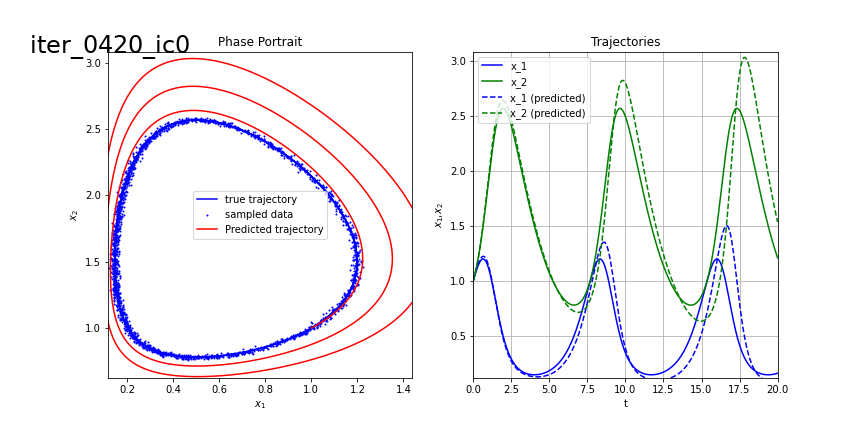 iter_0420_ic0
Phase Portrait
x_2
3.0
2.5
2.0
1.5
1.0
true trajectory
sampled data
Predicted trajectory
0.2 0.4 0.6 0.8 1.0 1.2 1.4
x_1
Trajectories
x_1,x_2
3.0
2.5
2.0
1.5
1.0
0.5
x_1
x_2
x_1 (predicted)
x_2 (predicted)
0.0 2.5 5.0 7.5 10.0 12.5 15.0 17.5 20.0
t